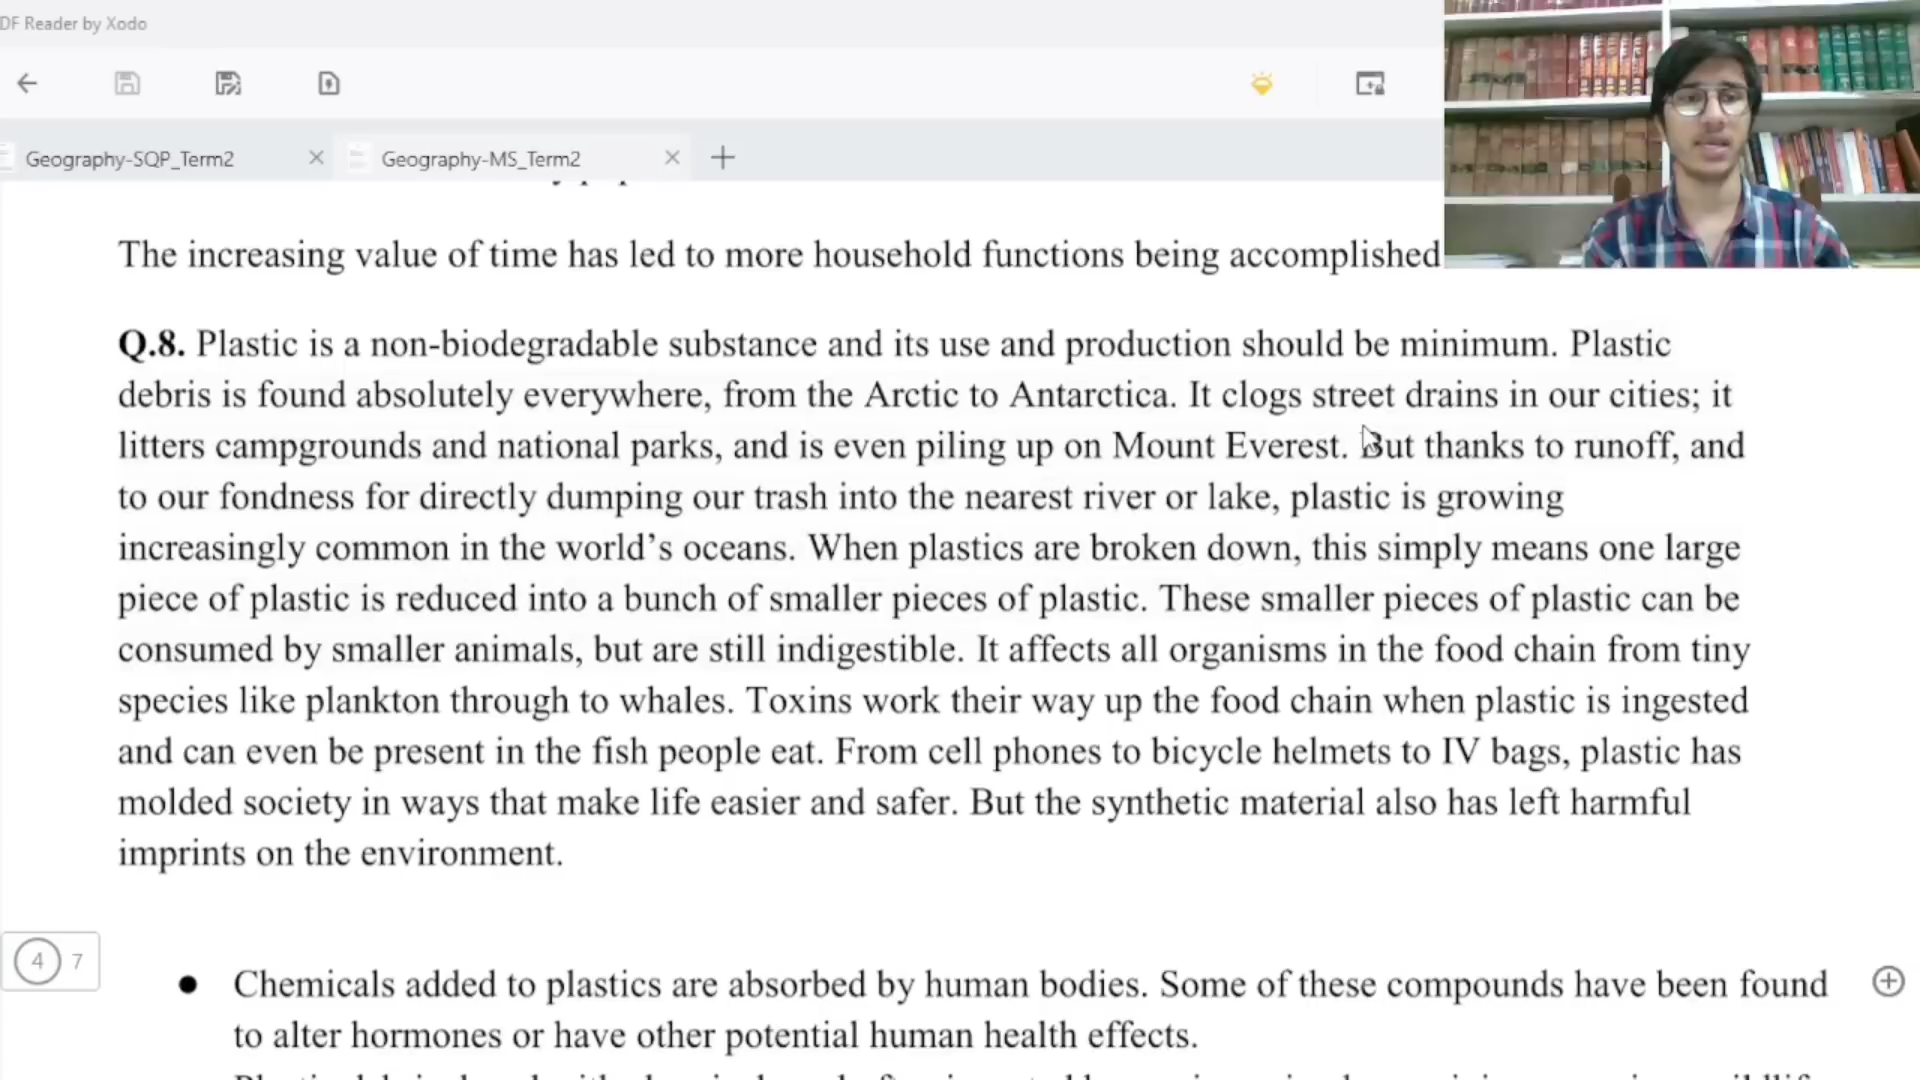 DF Reader by Xodo
Geography-SQP_Term2
Geography-MS_Term2
The increasing value of time has led to more household functions being accomplished
Q.8. Plastic is a non-biodegradable substance and its use and production should be minimum. Plastic
debris is found absolutely everywhere, from the Arctic to Antarctica. It clogs street drains in our cities; it
litters campgrounds and national parks, and is even piling up on Mount Everest. But thanks to runoff, and
to our fondness for directly dumping our trash into the nearest river or lake, plastic is growing
increasingly common in the world’s oceans. When plastics are broken down, this simply means one large
piece of plastic is reduced into a bunch of smaller pieces of plastic. These smaller pieces of plastic can be
consumed by smaller animals, but are still indigestible. It affects all organisms in the food chain from tiny
species like plankton through to whales. Toxins work their way up the food chain when plastic is ingested
and can even be present in the fish people eat. From cell phones to bicycle helmets to IV bags, plastic has
molded society in ways that make life easier and safer. But the synthetic material also has left harmful
imprints on the environment.
4 7
● Chemicals added to plastics are absorbed by human bodies. Some of these compounds have been found
to alter hormones or have other potential human health effects.